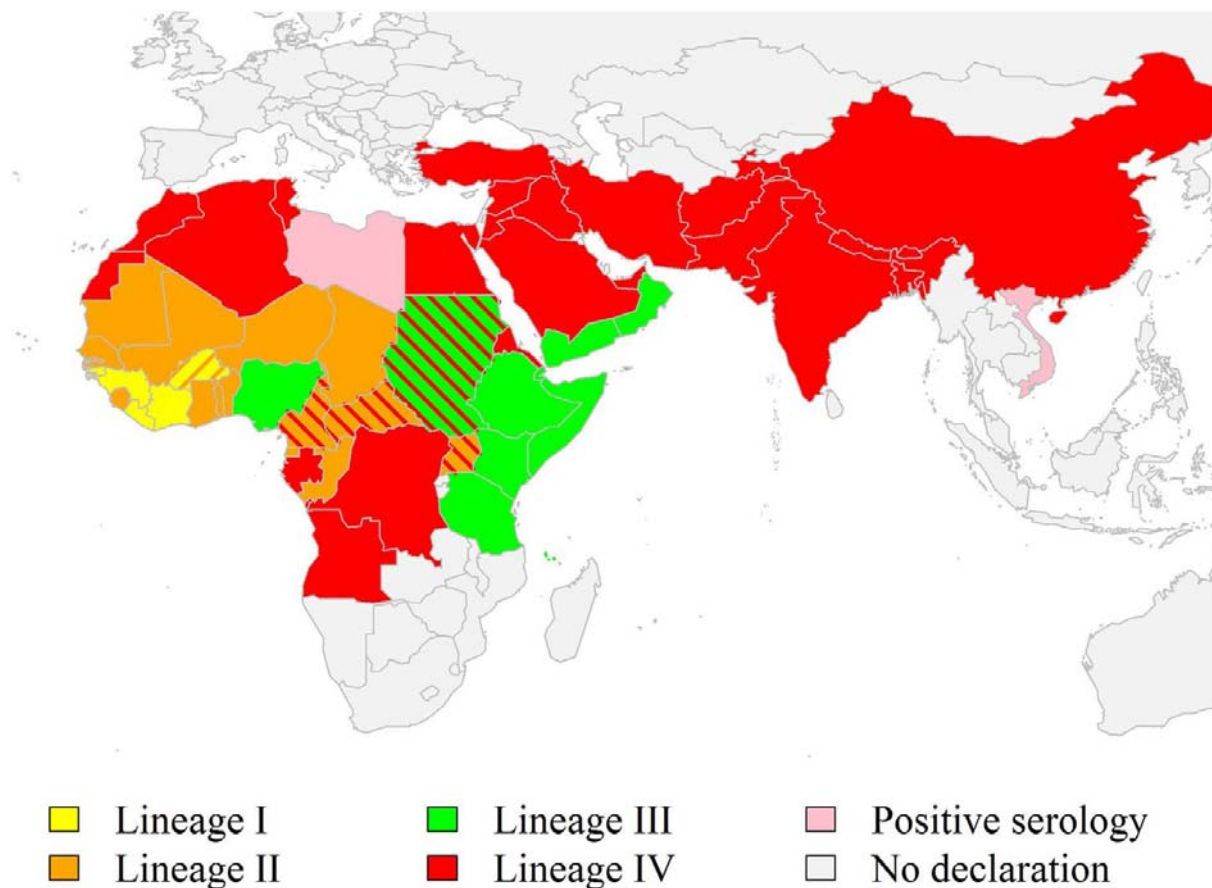 Lineage I
Lineage III
Positive serology
Lineage II
Lineage IV
No declaration